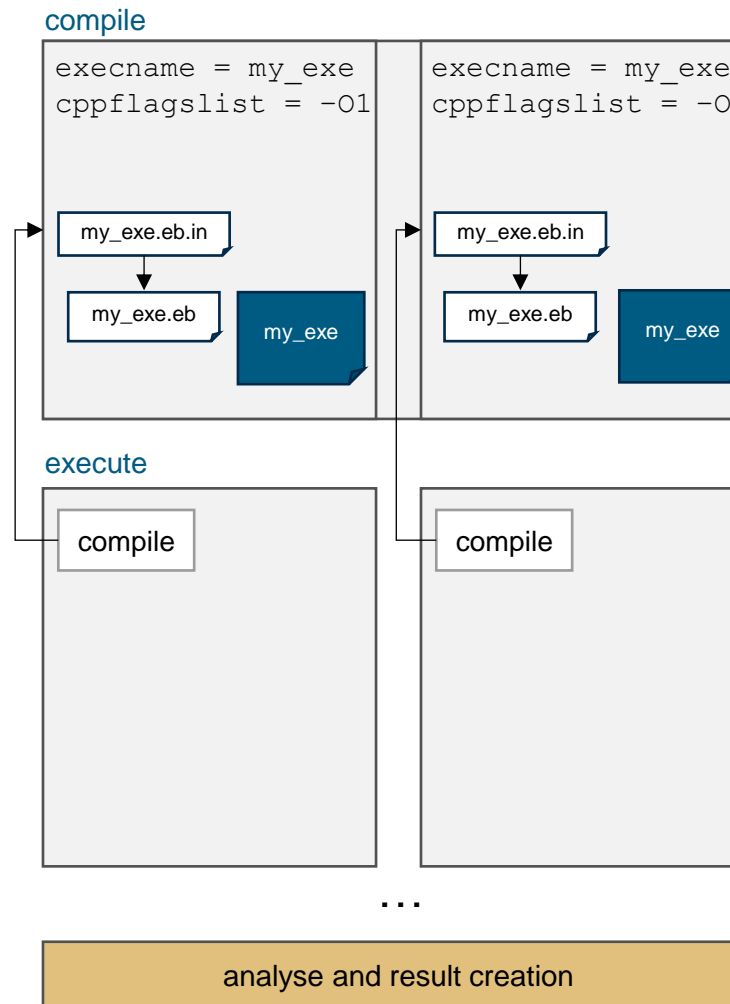 compile
execname = my_exe
cppflagslist = -O1
my_exe.eb.in
my_exe.eb
my_exe
execname = my_exe
cppflagslist = -O
my_exe.eb.in
my_exe.eb
my_exe
execute
compile
compile
...
analyse and result creation